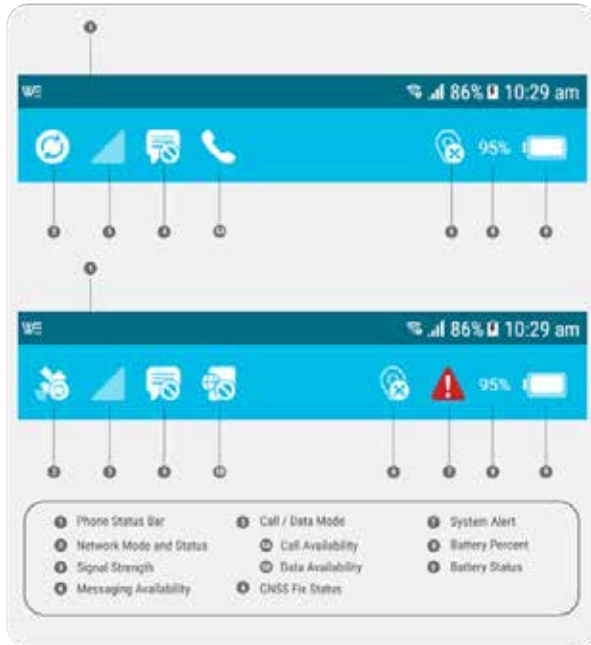 86% 10:29 am
95%
86% 10:29 am
95%
Phone Status Bar
Network Mode and Status
Signal Strength
Messaging Availability
Call / Data Mode
Call Availability
Data Availability
GNSS Fix Status
System Alert
Battery Percent
Battery Status